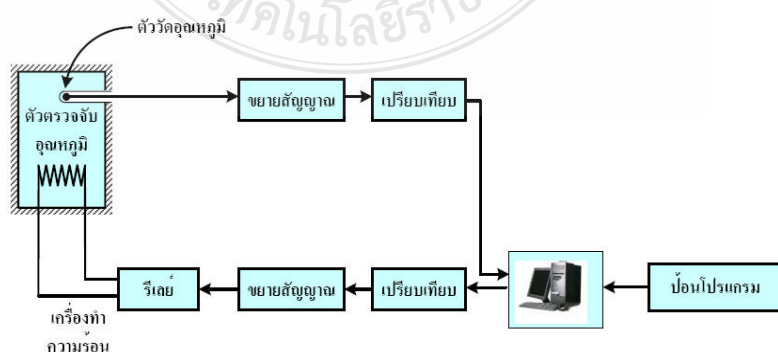 ตัววัดอุณหภูมิ
ตัวตรวจจับ
อุณหภูมิ
ขยายสัญญาณ
เปรียบเทียบ
รีเลย์
ขยายสัญญาณ
เปรียบเทียบ
ป้อนโปรแกรม
เครื่องทำ
ความร้อน